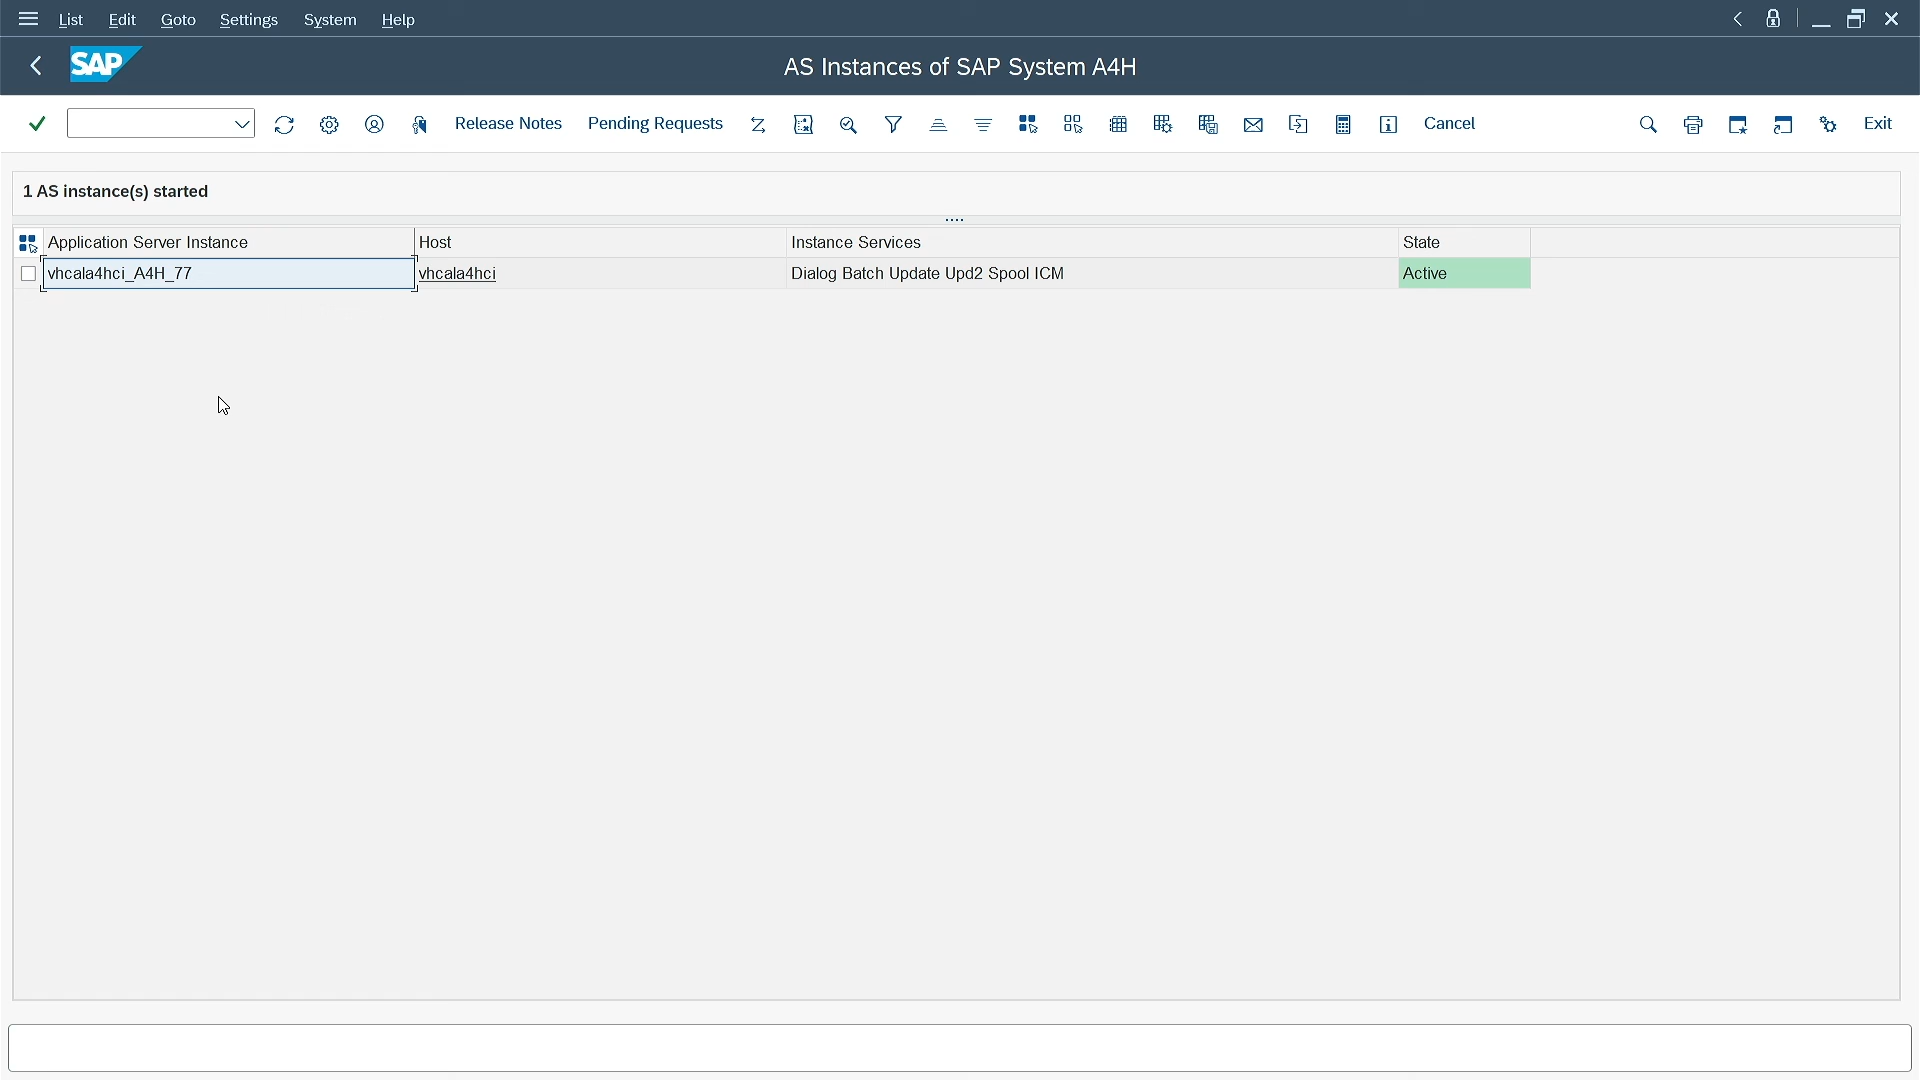 List Edit Goto Settings System Help
SAP
AS Instances of SAP System A4H
Release Notes Pending Requests Cancel Exit
1 AS instance(s) started
Application Server Instance Host Instance Services State
vhcala4hci_A4H_77 vhcala4hci Dialog Batch Update Upd2 Spool ICM Active